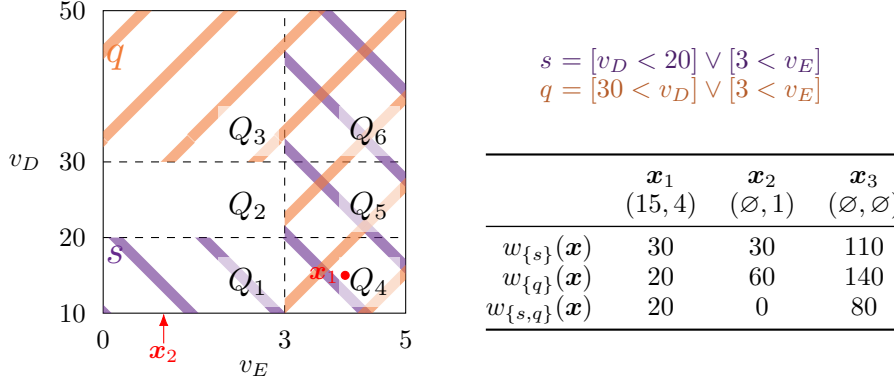 50
30
20
10
v_D
0
3
5
v_E
q
s
Q_3
Q_6
Q_2
Q_5
Q_1
x_1
Q_4
x_2
s = [v_D < 20] ∨ [3 < v_E]
q = [30 < v_D] ∨ [3 < v_E]
x_1 x_2 x_3
(15, 4) (∅, 1) (∅, ∅)
w_{s}(x) 30 30 110
w_{q}(x) 20 60 140
w_{s,q}(x) 20 0 80